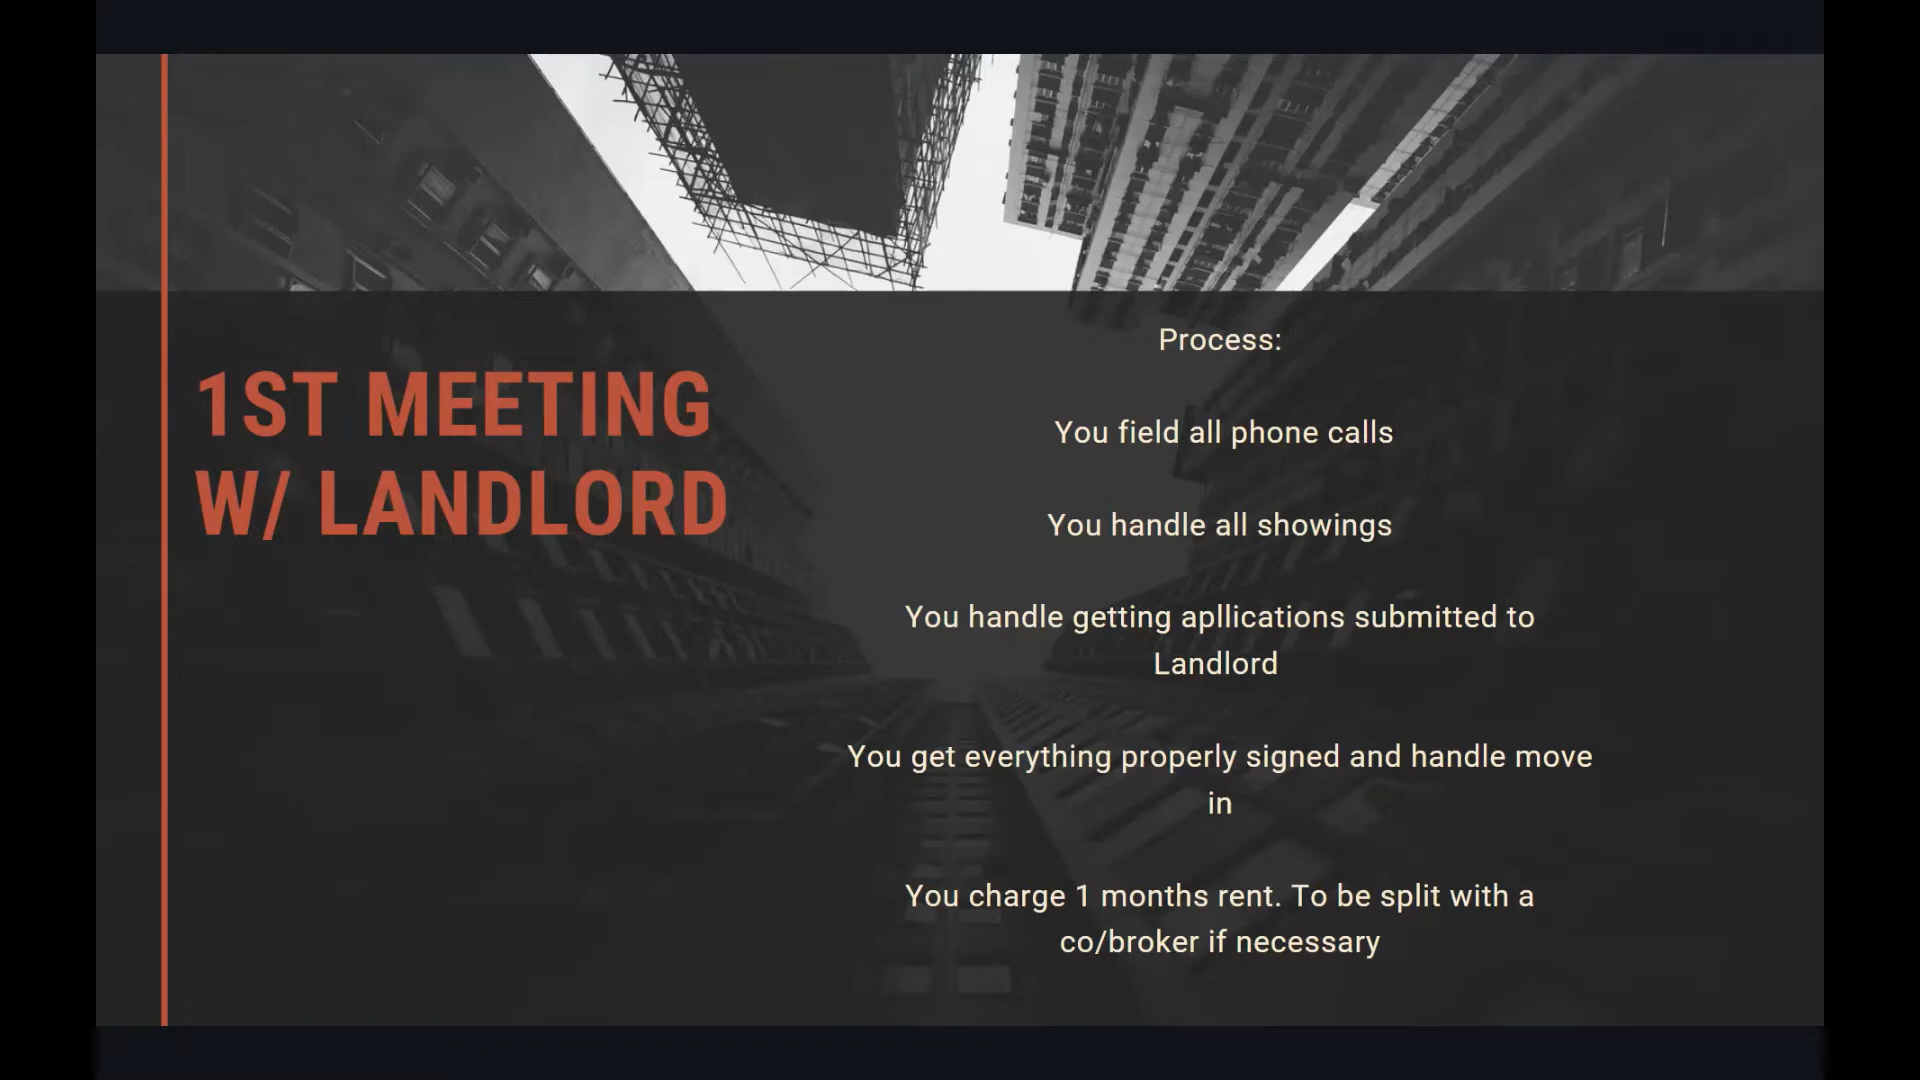 1ST MEETING
W/ LANDLORD
Process:
You field all phone calls
You handle all showings
You handle getting apllications submitted to
Landlord
You get everything properly signed and handle move
in
You charge 1 months rent. To be split with a
co/broker if necessary